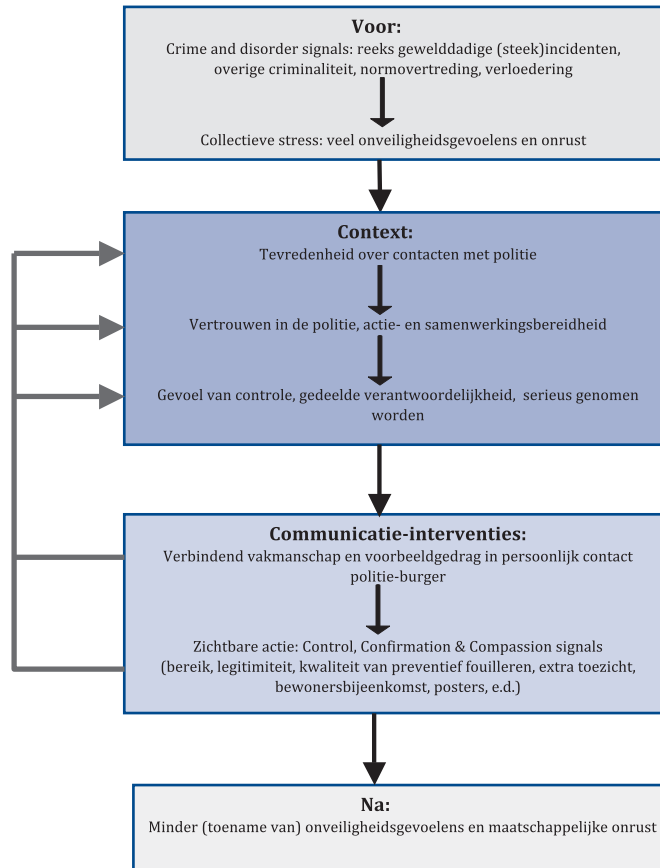 Voor:
Crime and disorder signals: reeks gewelddadige (steek)incidenten,
overige criminaliteit, normovertreding, verloedering
Collectieve stress: veel onveiligheidsgevoelens en onrust
Context:
Tevredenheid over contacten met politie
Vertrouwen in de politie, actie- en samenwerkingsbereidheid
Gevoel van controle, gedeelde verantwoordelijkheid, serieus genomen
worden
Communicatie-interventies:
Verbindend vakmanschap en voorbeeldgedrag in persoonlijk contact
politie-burger
Zichtbare actie: Control, Confirmation & Compassion signals
(bereik, legitimiteit, kwaliteit van preventief fouilleren, extra toezicht,
bewonersbijeenkomst, posters, e.d.)
Na:
Minder (toename van) onveiligheidsgevoelens en maatschappelijke onrust